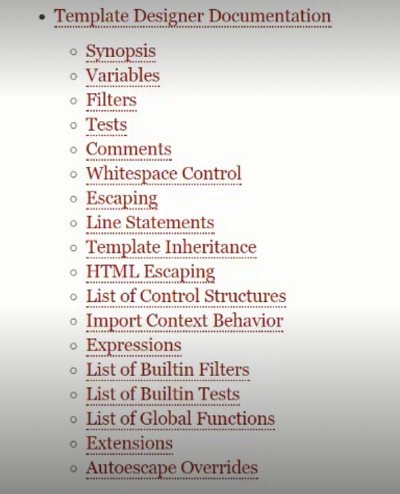 Template Designer Documentation
Synopsis
Variables
Filters
Tests
Comments
Whitespace Control
Escaping
Line Statements
Template Inheritance
HTML Escaping
List of Control Structures
Import Context Behavior
Expressions
List of Builtin Filters
List of Builtin Tests
List of Global Functions
Extensions
Autoescape Overrides